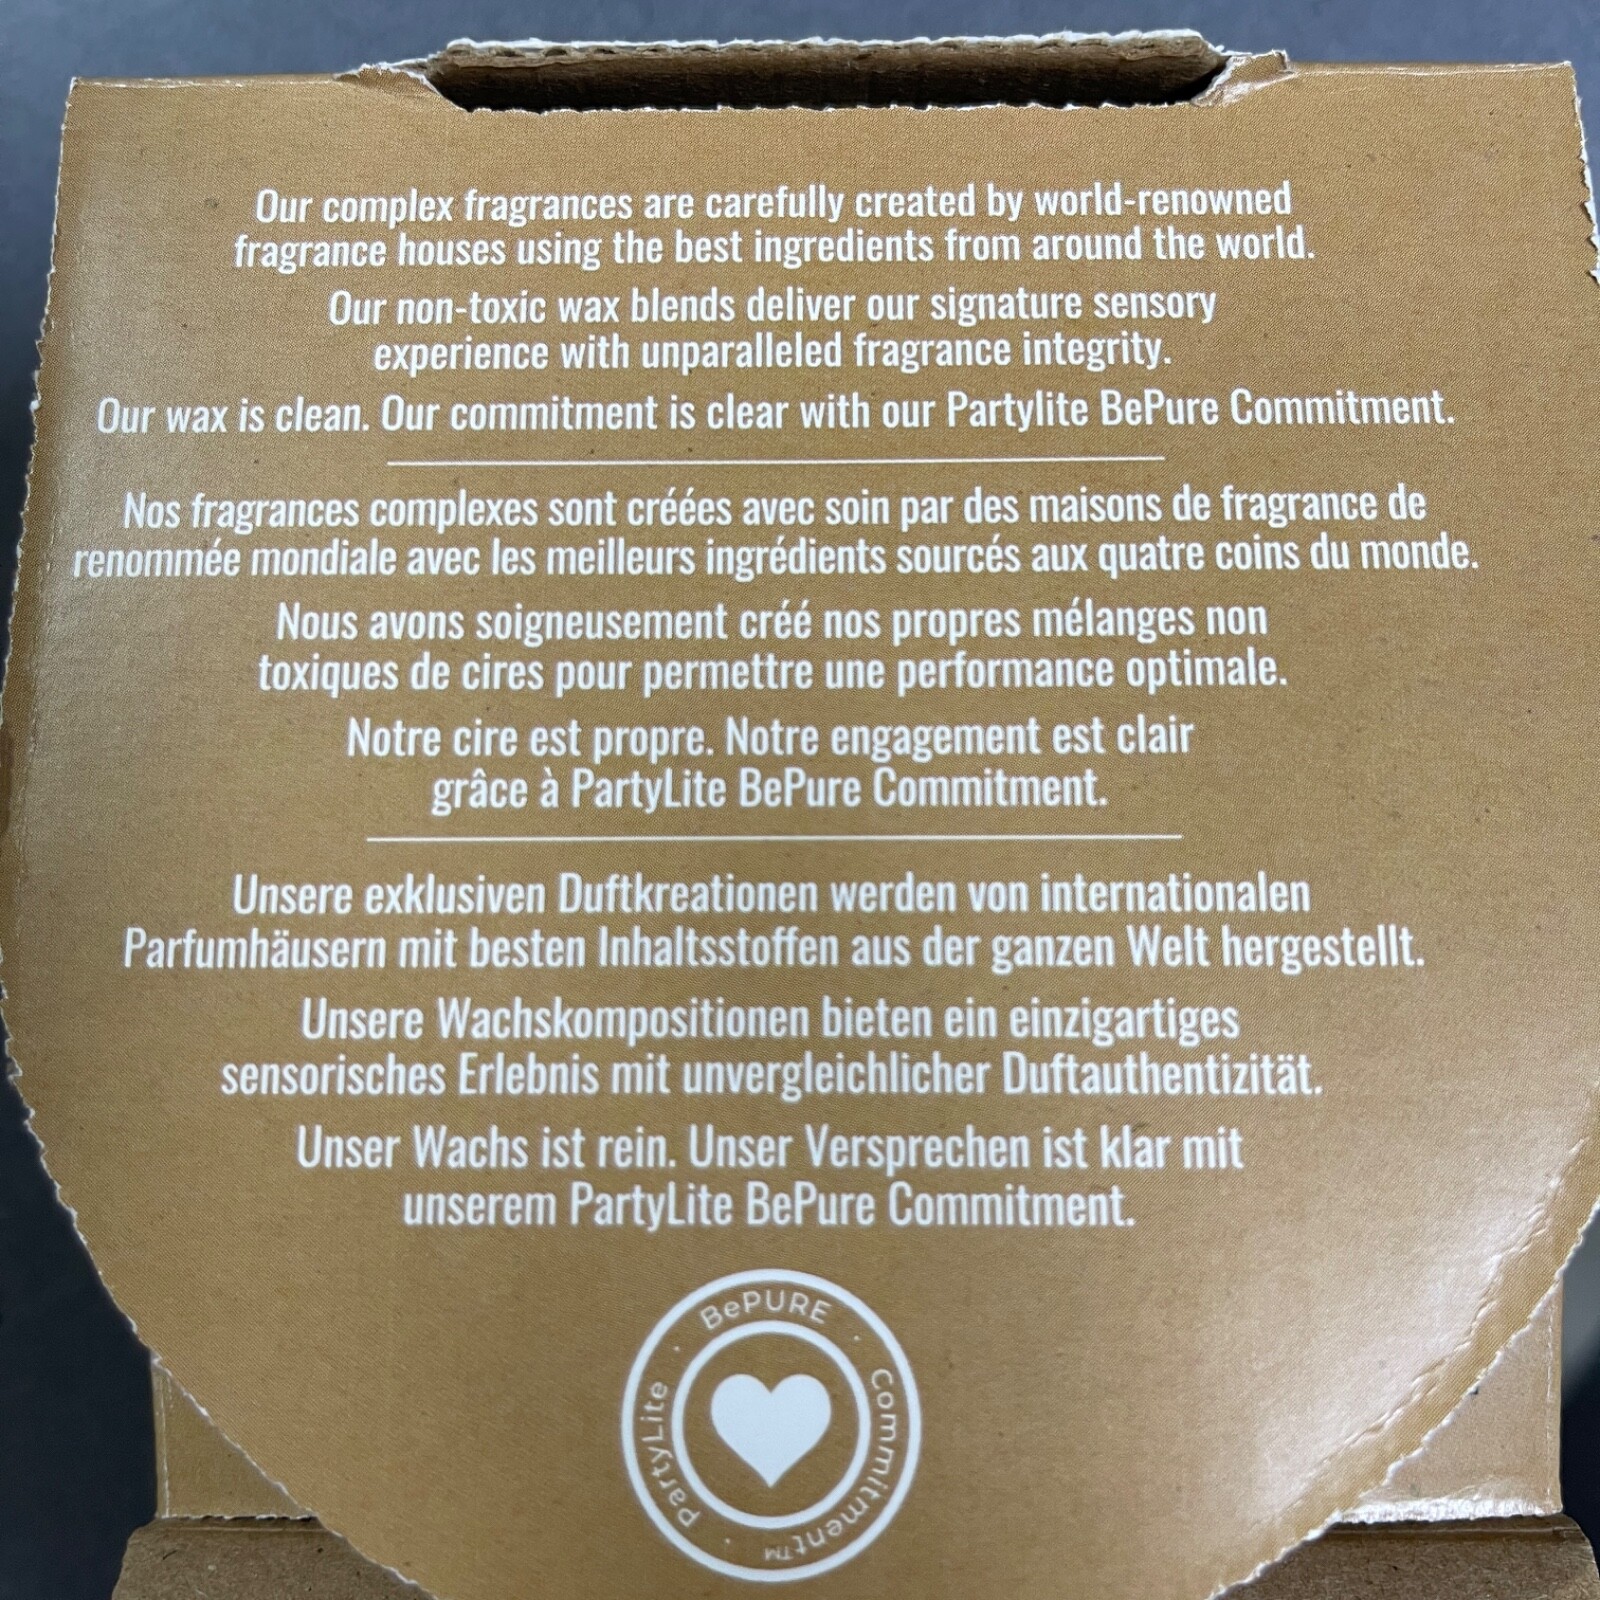 Our complex fragrances are carefully created by world-renowned
fragrance houses using the best ingredients from around the world.
Our non-toxic wax blends deliver our signature sensory
experience with unparalleled fragrance integrity.
Our wax is clean. Our commitment is clear with our Partylite BePure Commitment.
Nos fragrances complexes sont créées avec soin par des maisons de fragrance de
renommée mondiale avec les meilleurs ingrédients sourcés aux quatre coins du monde.
Nous avons soigneusement créé nos propres mélanges non
toxiques de cires pour permettre une performance optimale.
Notre cire est propre. Notre engagement est clair
grâce à PartyLite BePure Commitment.
Unsere exklusiven Duftkreationen werden von internationalen
Parfumhäusern mit besten Inhaltsstoffen aus der ganzen Welt hergestellt.
Unsere Wachskompositionen bieten ein einzigartiges
sensorisches Erlebnis mit unvergleichlicher Duftauthentizität.
Unser Wachs ist rein. Unser Versprechen ist klar mit
unserem PartyLite BePure Commitment.
PartyLite · BePURE · Commitment™ ·